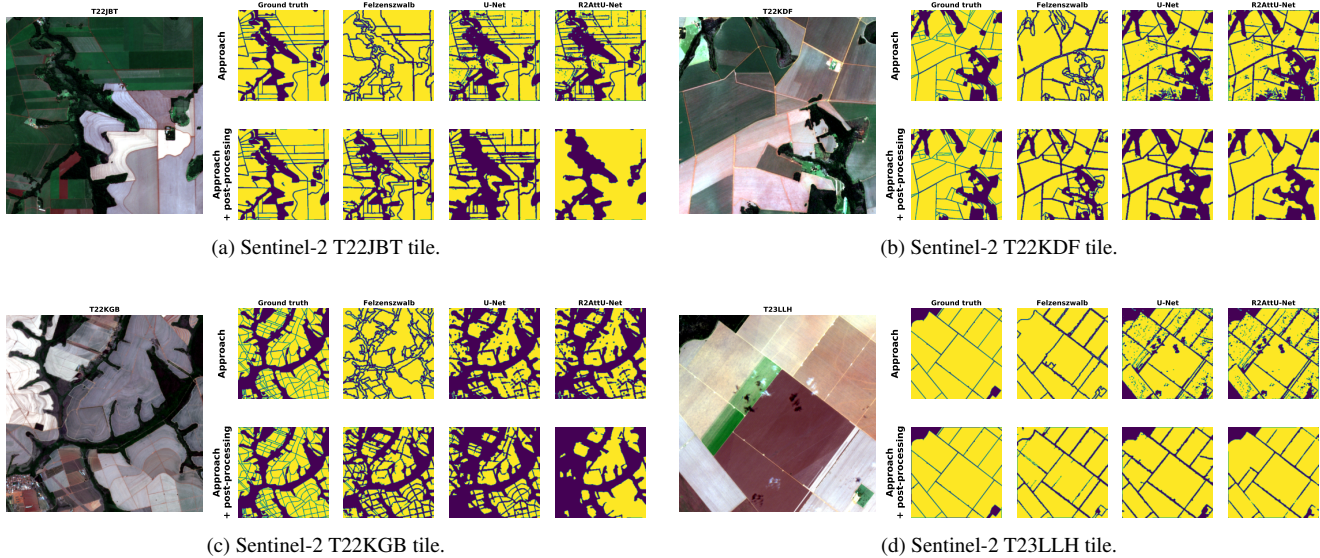 T22JBT
Ground truth Felzenszwalb U-Net R2AttU-Net
Approach
Approach
+ post-processing
(a) Sentinel-2 T22JBT tile.
T22KDF
Ground truth Felzenszwalb U-Net R2AttU-Net
Approach
Approach
+ post-processing
(b) Sentinel-2 T22KDF tile.
T22KGB
Ground truth Felzenszwalb U-Net R2AttU-Net
Approach
Approach
+ post-processing
(c) Sentinel-2 T22KGB tile.
T23LLH
Ground truth Felzenszwalb U-Net R2AttU-Net
Approach
Approach
+ post-processing
(d) Sentinel-2 T23LLH tile.